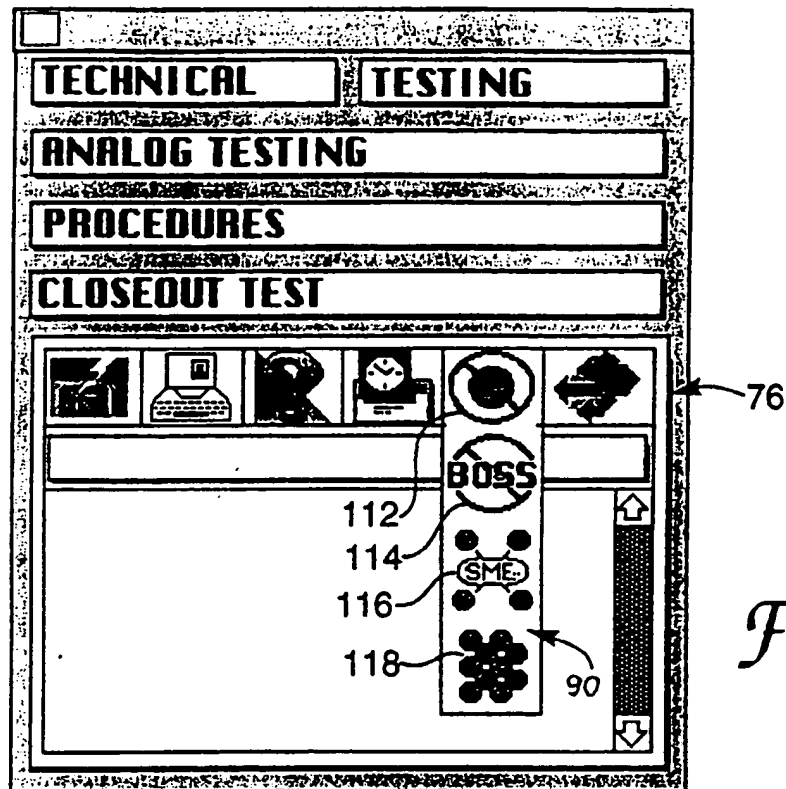 TECHNICAL TESTING
ANALOG TESTING
PROCEDURES
CLOSEOUT TEST
76
BOSS
112
114
SME
116
118
90
F